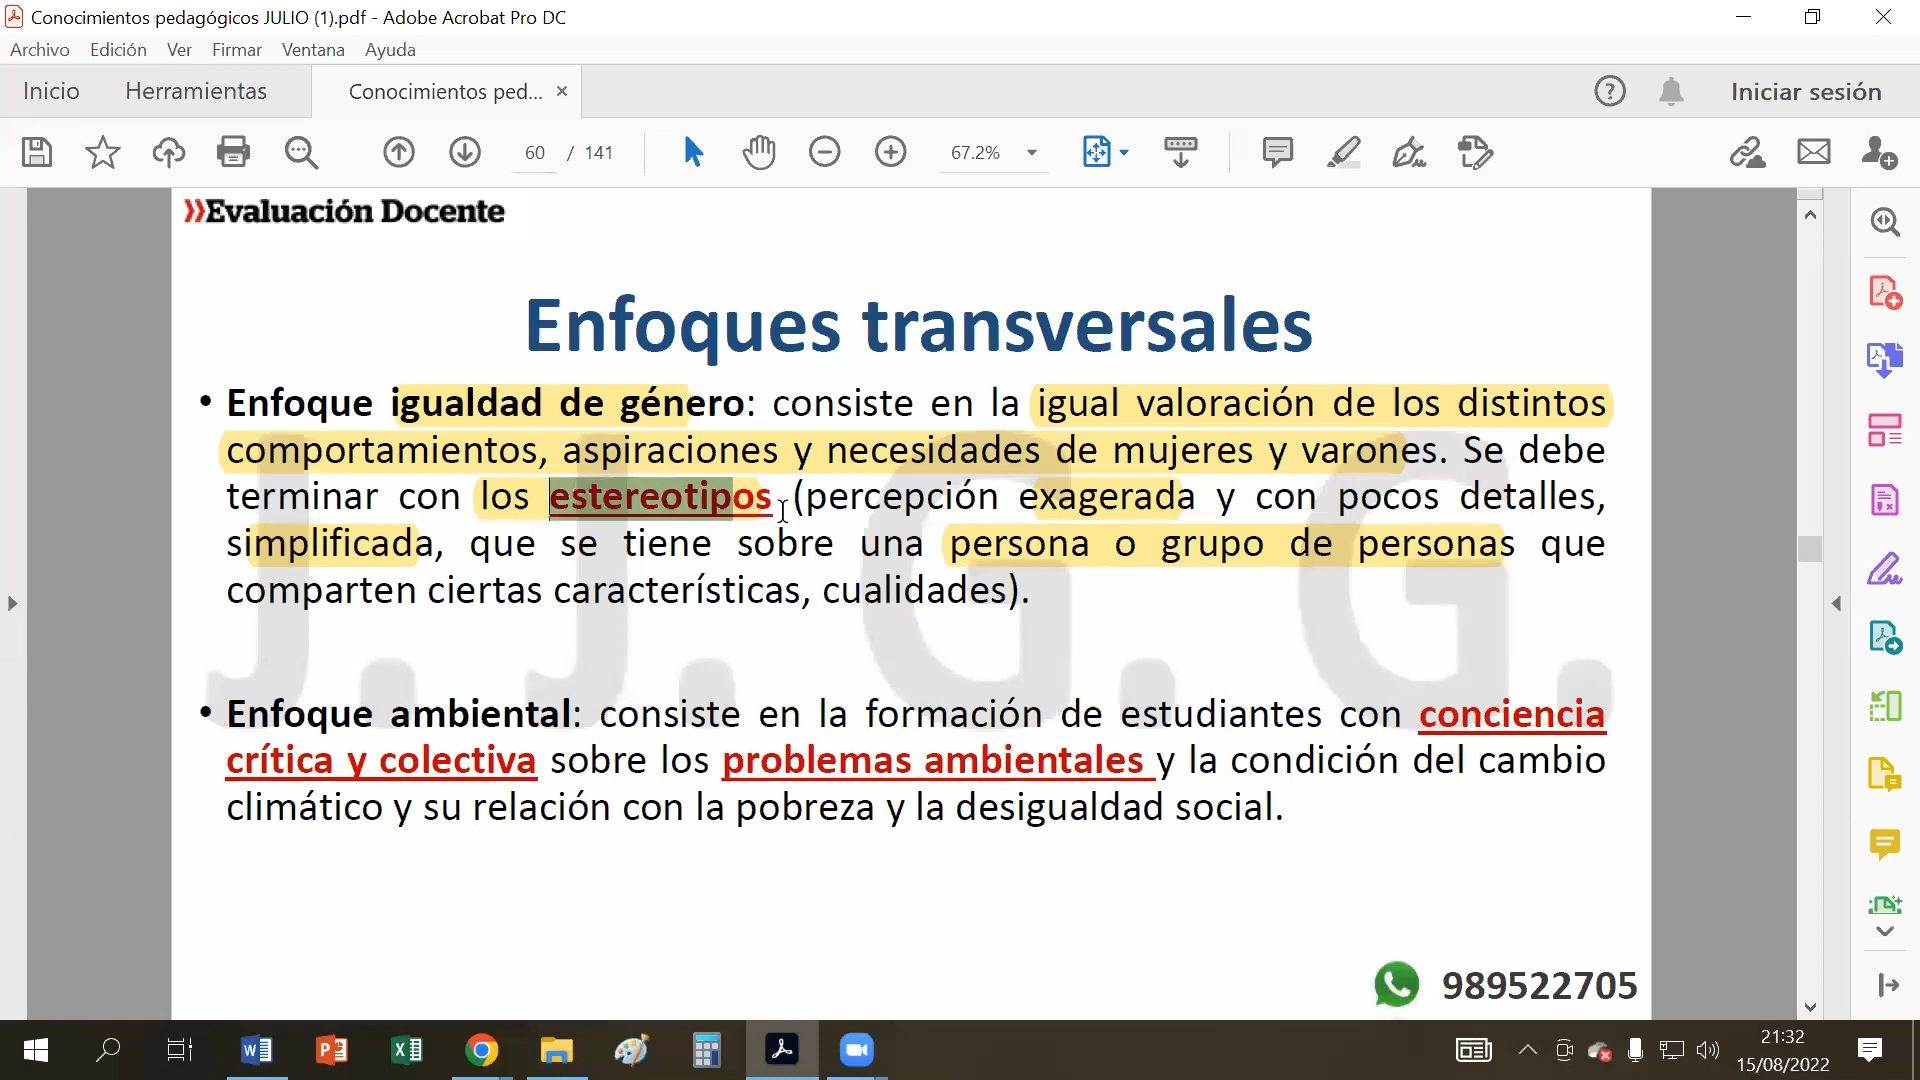 Conocimientos pedagógicos JULIO (1).pdf - Adobe Acrobat Pro DC
Archivo Edición Ver Firmar Ventana Ayuda
Inicio Herramientas Conocimientos ped... × Iniciar sesión
60 / 141 67.2%
»Evaluación Docente
Enfoques transversales
• Enfoque igualdad de género: consiste en la igual valoración de los distintos
comportamientos, aspiraciones y necesidades de mujeres y varones. Se debe
terminar con los estereotipos (percepción exagerada y con pocos detalles,
simplificada, que se tiene sobre una persona o grupo de personas que
comparten ciertas características, cualidades).
J. J. G. G.
• Enfoque ambiental: consiste en la formación de estudiantes con conciencia
crítica y colectiva sobre los problemas ambientales y la condición del cambio
climático y su relación con la pobreza y la desigualdad social.
989522705
21:32
15/08/2022